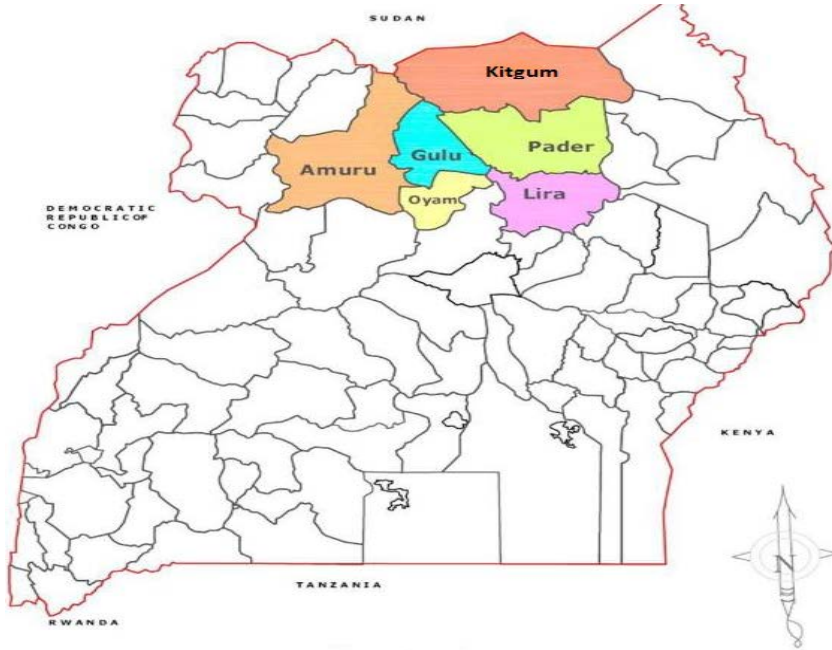 SUDAN
Kitgum
Pader
Gulu
Amuru
Lira
Oyam
DEMOCRATIC
REPUBLIC OF
CONGO
KENYA
N
TANZANIA
RWANDA